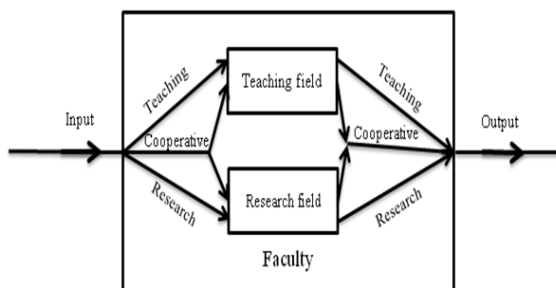 Teaching
Teaching field
Teaching
Input
Cooperative
Cooperative
Output
Research
Research field
Research
Faculty